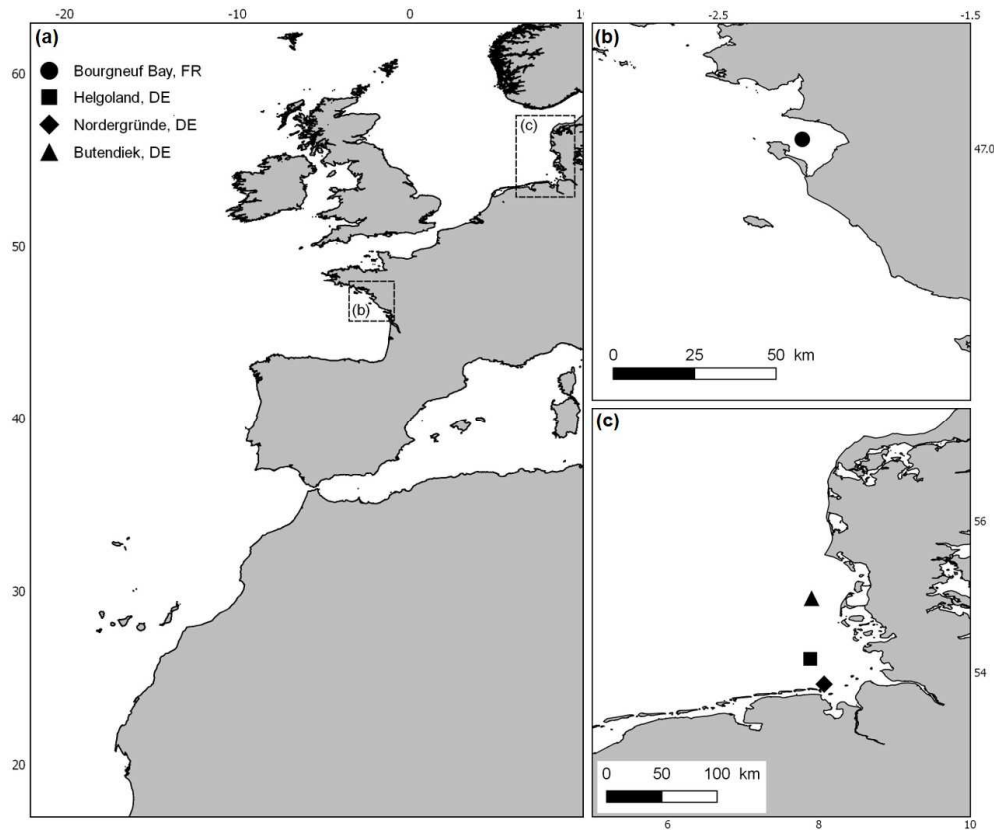 -20 -10 0 10
(a)
Bourgneuf Bay, FR
Helgoland, DE
Nordergründe, DE
Butendiek, DE
60
50
40
30
20
(c)
(b)
-2.5 -1.5
(b)
47.0
0 25 50 km
(c)
56
54
0 50 100 km
6 8 10